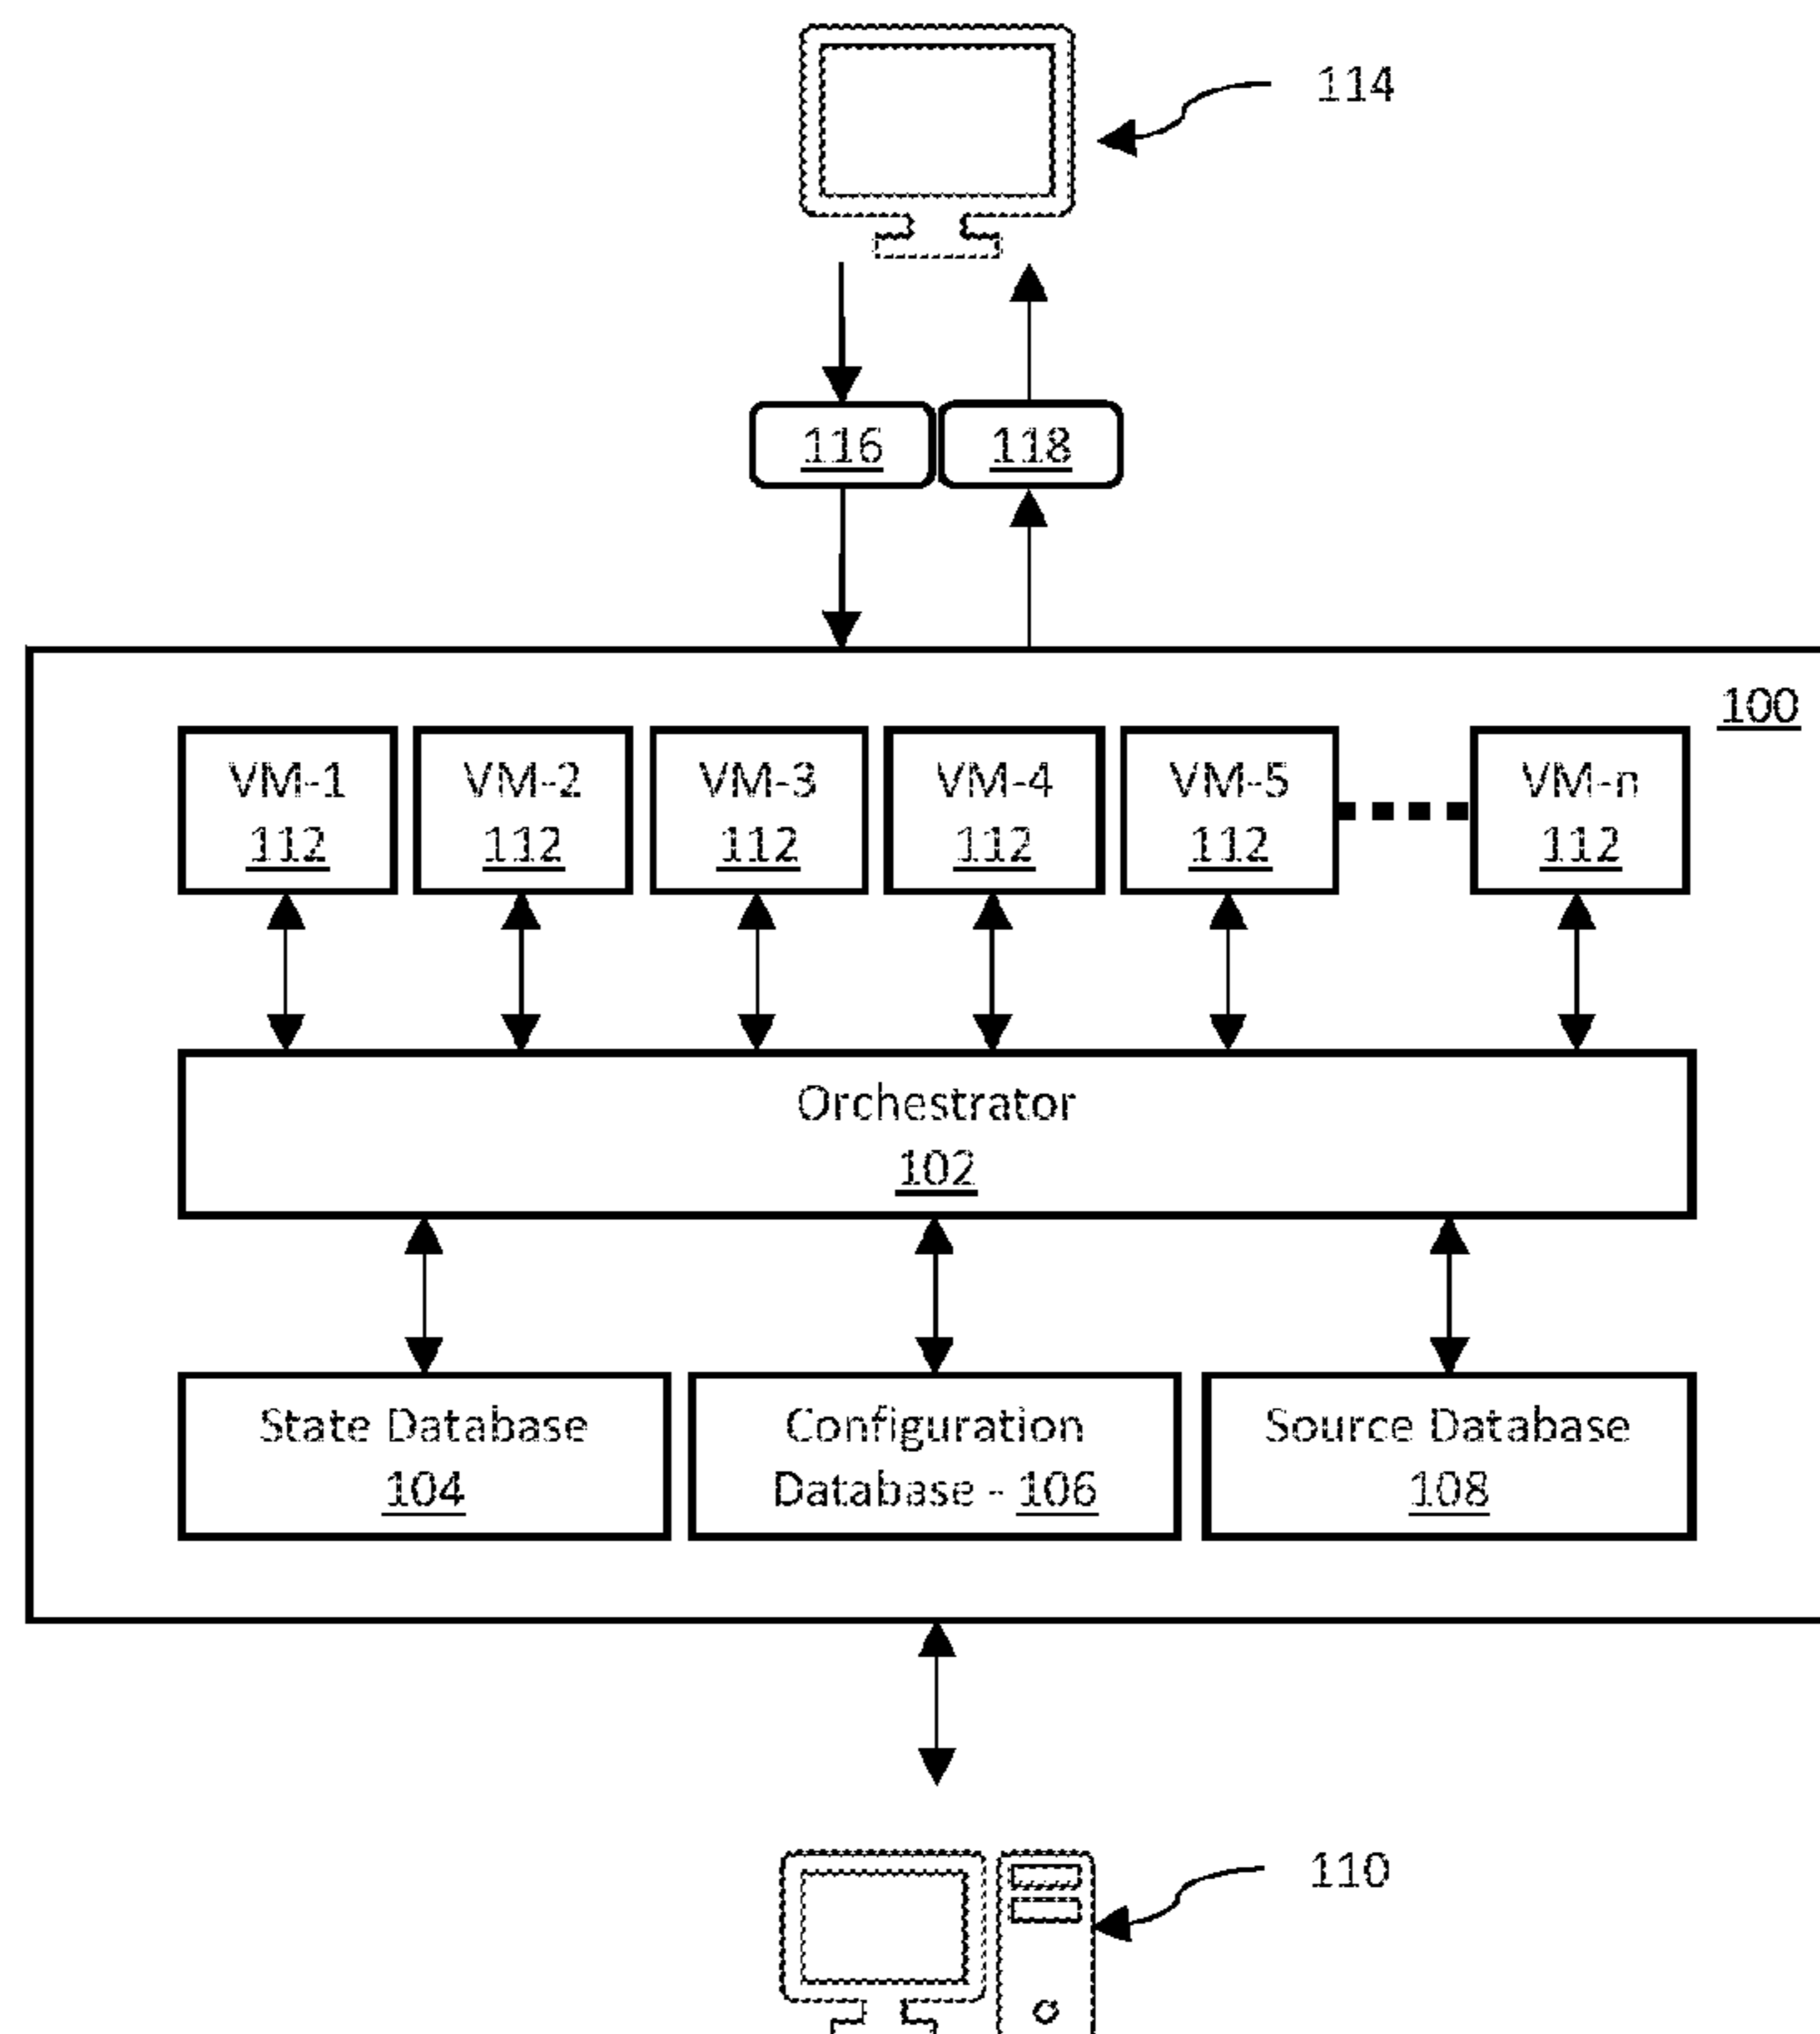 114
116 118
100
VM-1 VM-2 VM-3 VM-4 VM-5 VM-n
112 112 112 112 112 112
Orchestrator
102
State Database Configuration Source Database
104 Database - 106 108
110